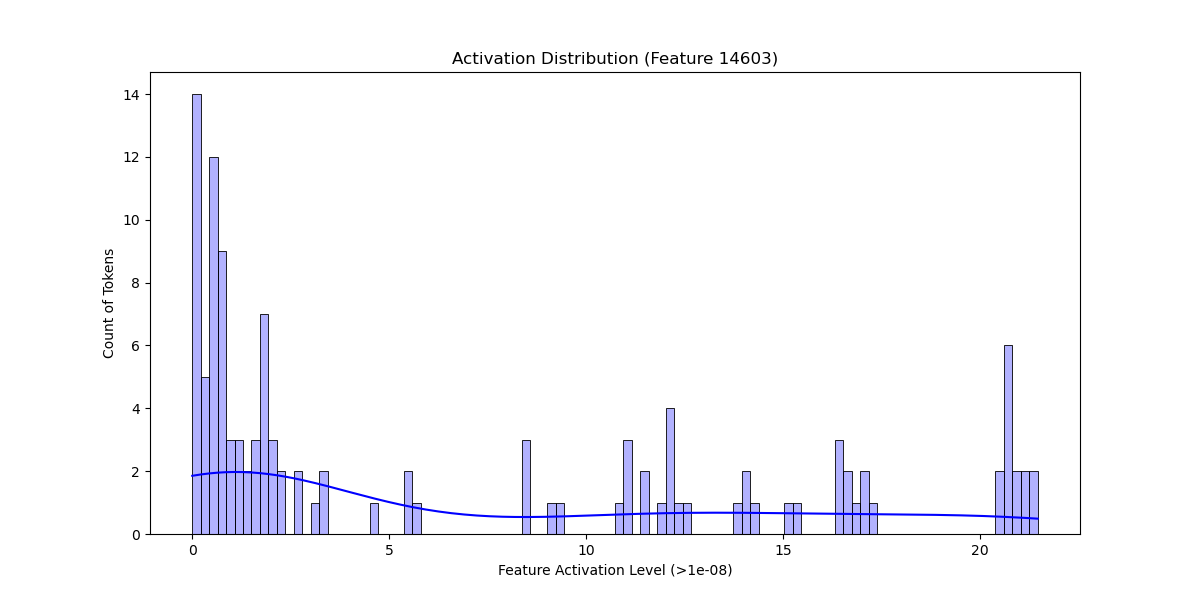 Activation Distribution (Feature 14603)
14
12
10
8
6
4
2
0
Count of Tokens
0 5 10 15 20
Feature Activation Level (>1e-08)